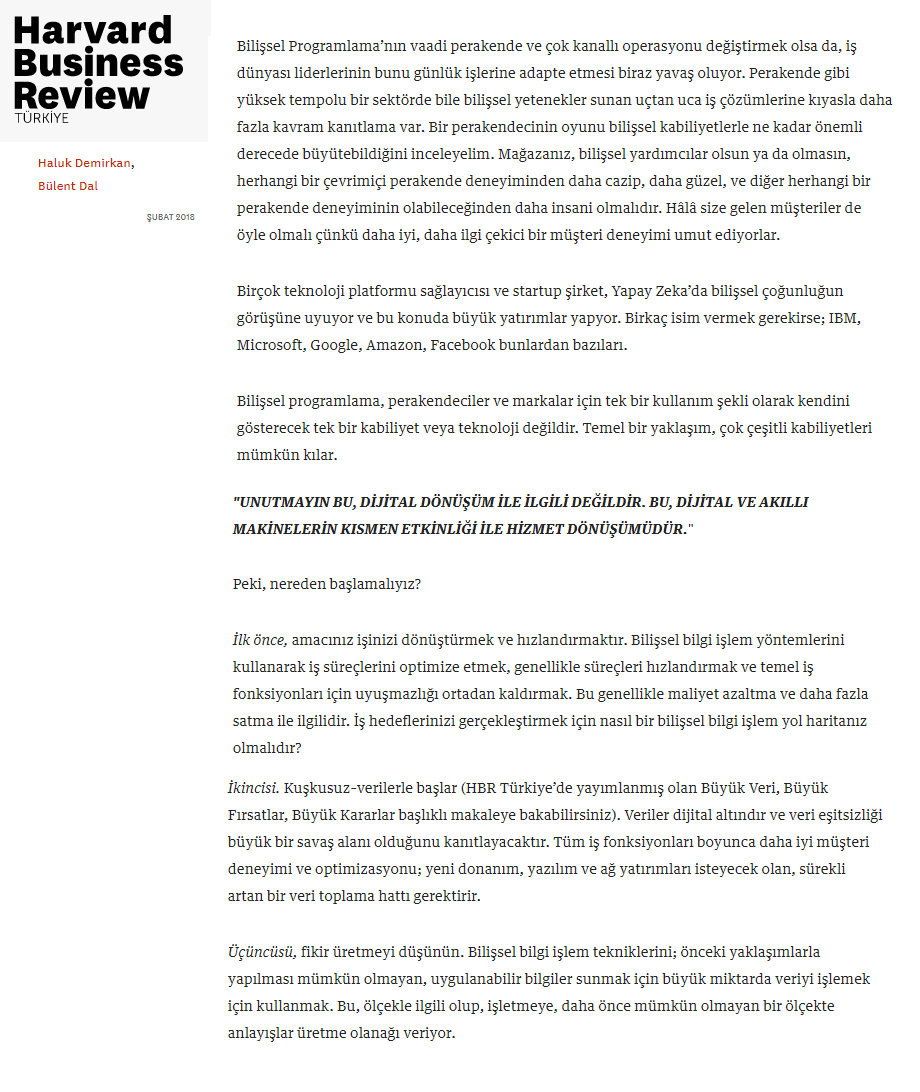 Harvard
Business
Review
TÜRKİYE
Haluk Demirkan,
Bülent Dal
ŞUBAT 2018
Bilişsel Programlama’nın vaadi perakende ve çok kanallı operasyonu değiştirmek olsa da, iş
dünyası liderlerinin bunu günlük işlerine adapte etmesi biraz yavaş oluyor. Perakende gibi
yüksek tempolu bir sektörde bile bilişsel yetenekler sunan uçtan uca iş çözümlerine kıyasla daha
fazla kavram kanıtlama var. Bir perakendecinin oyunu bilişsel kabiliyetlerle ne kadar önemli
derecede büyütebildiğini inceleyelim. Mağazanız, bilişsel yardımcılar olsun ya da olmasın,
herhangi bir çevrimiçi perakende deneyiminden daha cazip, daha güzel, ve diğer herhangi bir
perakende deneyiminin olabileceğinden daha insani olmalıdır. Hâlâ size gelen müşteriler de
öyle olmalı çünkü daha iyi, daha ilgi çekici bir müşteri deneyimi umut ediyorlar.
Birçok teknoloji platformu sağlayıcısı ve startup şirket, Yapay Zeka’da bilişsel çoğunluğun
görüşüne uyuyor ve bu konuda büyük yatırımlar yapyor. Birkaç isim vermek gerekirse; IBM,
Microsoft, Google, Amazon, Facebook bunlardan bazıları.
Bilişsel programlama, perakendeciler ve markalar için tek bir kullanım şekli olarak kendini
gösterecek tek bir kabiliyet veya teknoloji değildir. Temel bir yaklaşım, çok çeşitli kabiliyetleri
mümkün kılar.
"UNUTMAYIN BU, DİJİTAL DÖNÜŞÜM İLE İLGİLİ DEĞİLDİR. BU, DİJİTAL VE AKILLI
MAKİNELERİN KISMEN ETKİNLİĞİ İLE HİZMET DÖNÜŞÜMÜDÜR."
Peki, nereden başlamalıyız?
İlk önce, amacınız işinizi dönüştürmek ve hızlandırmaktır. Bilişsel bilgi işlem yöntemlerini
kullanarak iş süreçlerini optimize etmek, genellikle süreçleri hızlandırmak ve temel iş
fonksiyonları için uyuşmazlığı ortadan kaldırmak. Bu genellikle maliyet azaltma ve daha fazla
satma ile ilgilidir. İş hedeflerinizi gerçekleştirmek için nasıl bir bilişsel bilgi işlem yol haritanız
olmalıdır?
İkincisi. Kuşkusuz-verilerle başlar (HBR Türkiye’de yayımlanmış olan Büyük Veri, Büyük
Fırsatlar, Büyük Kararlar başlıklı makaleye bakabilirsiniz). Veriler dijital altındır ve veri eşitsizliği
büyük bir savaş alanı olduğunu kanıtlayacaktır. Tüm iş fonksiyonları boyunca daha iyi müşteri
deneyimi ve optimizasyonu; yeni donanım, yazılım ve ağ yatırımları isteyecek olan, sürekli
artan bir veri toplama hattı gerektirir.
Üçüncüsü, fikir üretmeyi düşünün. Bilişsel bilgi işlem tekniklerini; önceki yaklaşımlarla
yapılması mümkün olmayan, uygulanabilir bilgiler sunmak için büyük miktarda veriyi işlemek
için kullanmak. Bu, ölçekle ilgili olup, işletmeye, daha önce mümkün olmayan bir ölçekte
anlayışlar üretme olanağı veriyor.